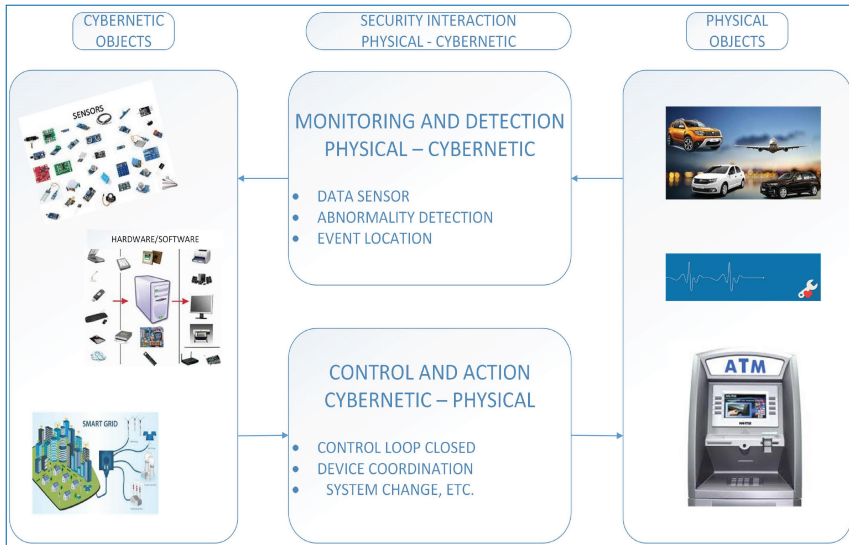 CYBERNETIC
OBJECTS
SECURITY INTERACTION
PHYSICAL - CYBERNETIC
PHYSICAL
OBJECTS
SENSORS
HARDWARE/SOFTWARE
SMART GRID
MONITORING AND DETECTION
PHYSICAL – CYBERNETIC
• DATA SENSOR
• ABNORMALITY DETECTION
• EVENT LOCATION
CONTROL AND ACTION
CYBERNETIC – PHYSICAL
• CONTROL LOOP CLOSED
• DEVICE COORDINATION
• SYSTEM CHANGE, ETC.
ATM